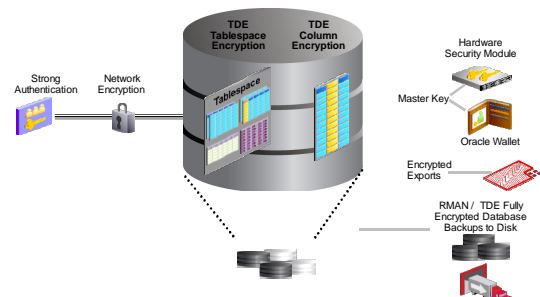 TDE
Tablespace
Encryption
TDE
Column
Encryption
Hardware
Security Module
Strong
Authentication
Network
Encryption
Tablespace
Master Key
Oracle Wallet
Encrypted
Exports
RMAN / TDE Fully
Encrypted Database
Backups to Disk